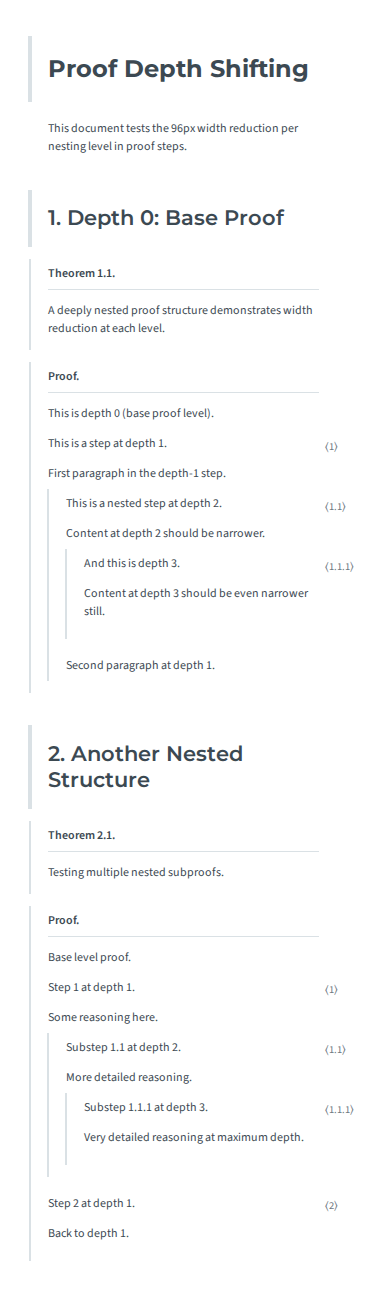 Proof Depth Shifting
This document tests the 96px width reduction per
nesting level in proof steps.
1. Depth 0: Base Proof
Theorem 1.1.
A deeply nested proof structure demonstrates width
reduction at each level.
Proof.
This is depth 0 (base proof level).
This is a step at depth 1. ⟨1⟩
First paragraph in the depth-1 step.
This is a nested step at depth 2. ⟨1.1⟩
Content at depth 2 should be narrower.
And this is depth 3. ⟨1.1.1⟩
Content at depth 3 should be even narrower
still.
Second paragraph at depth 1.
2. Another Nested
Structure
Theorem 2.1.
Testing multiple nested subproofs.
Proof.
Base level proof.
Step 1 at depth 1. ⟨1⟩
Some reasoning here.
Substep 1.1 at depth 2. ⟨1.1⟩
More detailed reasoning.
Substep 1.1.1 at depth 3. ⟨1.1.1⟩
Very detailed reasoning at maximum depth.
Step 2 at depth 1. ⟨2⟩
Back to depth 1.